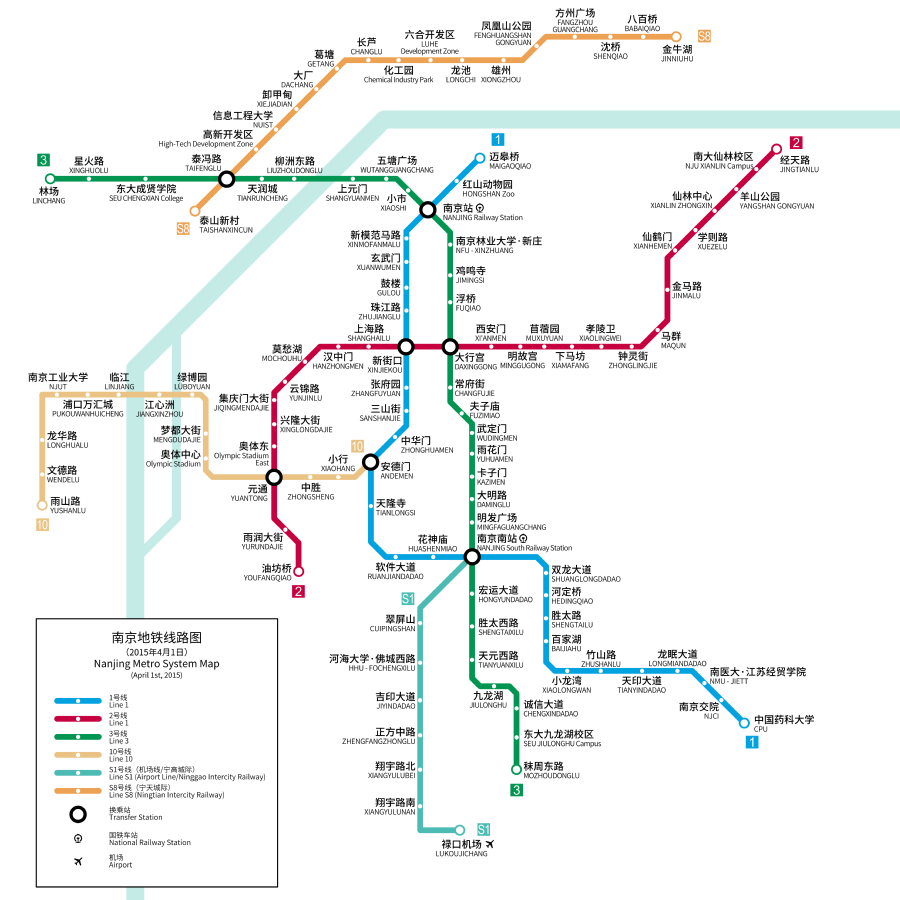 方州广场
FANGZHOU
GUANGCHANG
八百桥
BABAIQIAO
凤凰山公园
FENGHUANGSHAN
GONGYUAN
六合开发区
LUHE
Development Zone
长芦
CHANGLU
葛塘
GETANG
S8
沈桥
SHENQIAO
金牛湖
JINNIUHU
化工园
Chemical Industry Park
龙池
LONGCHI
雄州
XIONGZHOU
大厂
DACHANG
卸甲甸
XIEJIADIAN
信息工程大学
NUIST
高新开发区
High-Tech Development Zone
泰冯路
TAIFENGLU
3
星火路
XINGHUOLU
林场
LINCHANG
东大成贤学院
SEU CHENGXIAN College
S8
泰山新村
TAISHANXINCUN
天润城
TIANRUNCHENG
柳洲东路
LIUZHOUDONGLU
上元门
SHANGYUANMEN
五塘广场
WUTANGGUANGCHANG
小市
XIAOSHI
1
迈皋桥
MAIGAOQIAO
红山动物园
HONGSHAN Zoo
南京站
NANJING Railway Station
2
南大仙林校区
NJU XIANLIN Campus
经天路
JINGTIANLU
仙林中心
XIANLIN ZHONGXIN
羊山公园
YANGSHAN GONGYUAN
仙鹤门
XIANHEMEN
学则路
XUEZELU
金马路
JINMALU
马群
MAQUN
新模范马路
XINMOFANMALU
玄武门
XUANWUMEN
鼓楼
GULOU
珠江路
ZHUJIANGLU
南京林业大学·新庄
NFU - XINZHUANG
鸡鸣寺
JIMINGSI
浮桥
FUQIAO
上海路
SHANGHAILU
莫愁湖
MOCHOUHU
汉中门
HANZHONGMEN
新街口
XINJIEKOU
大行宫
DAXINGGONG
西安门
XI'ANMEN
苜蓿园
MUXUYUAN
孝陵卫
XIAOLINGWEI
明故宫
MINGGUGONG
下马坊
XIAMAFANG
钟灵街
ZHONGLINGJIE
云锦路
YUNJINLU
集庆门大街
JIQINGMENDAJIE
兴隆大街
XINGLONGDAJIE
奥体东
Olympic Stadium
East
元通
YUANTONG
雨润大街
YURUNDAJIE
油坊桥
YOUFANGQIAO
2
南京工业大学
NJUT
临江
LINJIANG
绿博园
LÜBOYUAN
浦口万汇城
PUKOUWANHUICHENG
江心洲
JIANGXINZHOU
梦都大街
MENGDUDAJIE
奥体中心
Olympic Stadium
龙华路
LONGHUALU
文德路
WENDELU
雨山路
YUSHANLU
10
中胜
ZHONGSHENG
小行
XIAOHANG
10
安德门
ANDEMEN
张府园
ZHANGFUYUAN
三山街
SANSHANJIE
中华门
ZHONGHUAMEN
常府街
CHANGFUJIE
夫子庙
FUZIMIAO
武定门
WUDINGMEN
雨花门
YUHUAMEN
卡子门
KAZIMEN
大明路
DAMINGLU
明发广场
MINGFAGUANGCHANG
南京南站
NANJING South Railway Station
天隆寺
TIANLONGSI
花神庙
HUASHENMIAO
软件大道
RUANJIANDADAO
S1
翠屏山
CUIPINGSHAN
河海大学·佛城西路
HHU - FOCHENGXILU
吉印大道
JIYINDADAO
正方中路
ZHENGFANGZHONGLU
翔宇路北
XIANGYULUBEI
翔宇路南
XIANGYULUNAN
S1
禄口机场
LUKOUJICHANG
宏运大道
HONGYUNDADAO
胜太西路
SHENGTAIXILU
天元西路
TIANYUANXILU
九龙湖
JIULONGHU
诚信大道
CHENGXINDADAO
东大九龙湖校区
SEU JIULONGHU Campus
秣周东路
MOZHOUDONGLU
3
双龙大道
SHUANGLONGDADAO
河定桥
HEDINGQIAO
胜太路
SHENGTAILU
百家湖
BAIJIAHU
小龙湾
XIAOLONGWAN
竹山路
ZHUSHANLU
天印大道
TIANYINDADAO
龙眠大道
LONGMIANDADAO
南医大·江苏经贸学院
NMU - JIETT
南京交院
NJCI
中国药科大学
CPU
1
南京地铁线路图
（2015年4月1日）
Nanjing Metro System Map
(April 1st, 2015)
1号线
Line 1
2号线
Line 1
3号线
Line 3
10号线
Line 10
S1号线（机场线/宁高城际）
Line S1 (Airport Line/Ninggao Intercity Railway)
S8号线（宁天城际）
Line S8 (Ningtian Intercity Railway)
换乘站
Transfer Station
国铁车站
National Railway Station
机场
Airport